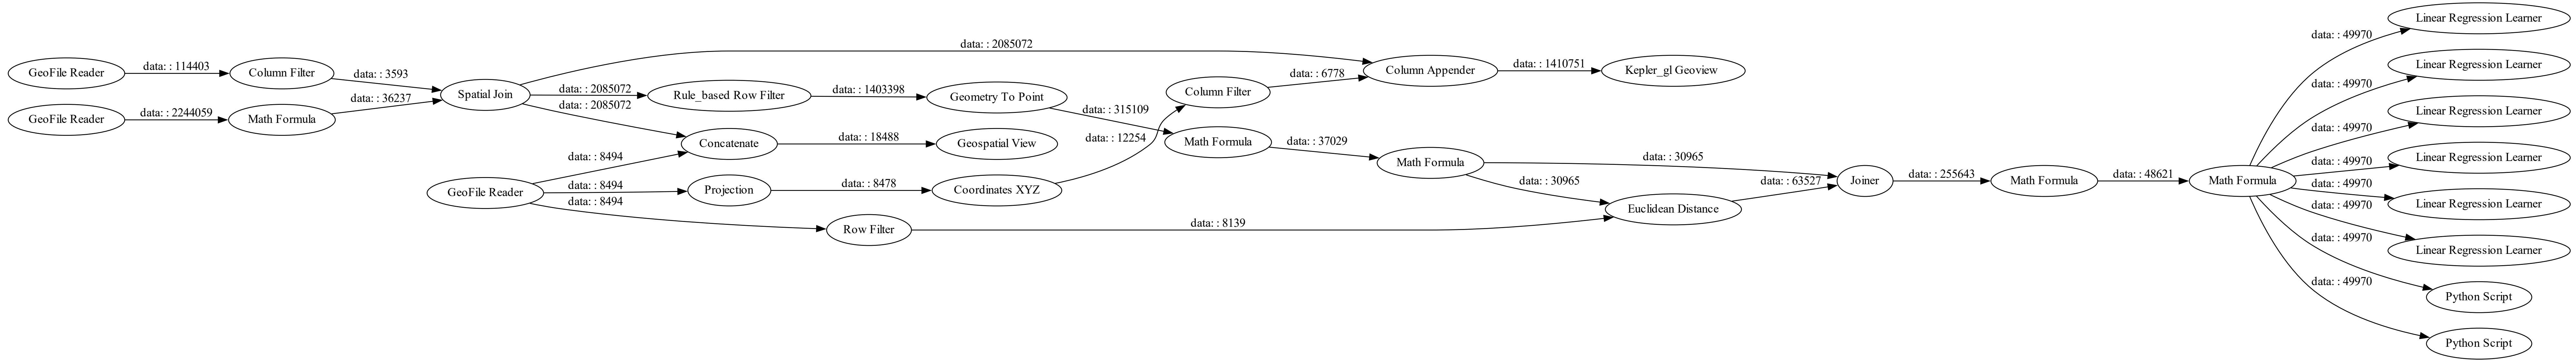 Linear Regression Learner
data: : 49970
data: : 2085072
Linear Regression Learner
GeoFile Reader
data: : 114403
Column Filter
data: : 3593
Column Appender
data: : 1410751
Kepler_gl Geoview
data: : 6778
Column Filter
Spatial Join
data: : 2085072
Rule_based Row Filter
data: : 1403398
Geometry To Point
data: : 2085072
data: : 315109
data: : 49970
Linear Regression Learner
GeoFile Reader
data: : 2244059
Math Formula
data: : 36237
data: : 49970
data: : 12254
Math Formula
data: : 37029
Concatenate
data: : 18488
Geospatial View
data: : 8494
Math Formula
data: : 30965
data: : 49970
Linear Regression Learner
GeoFile Reader
data: : 8494
Projection
data: : 8478
Coordinates XYZ
data: : 30965
data: : 63527
Joiner
data: : 255643
Math Formula
data: : 48621
Math Formula
data: : 49970
data: : 8494
Euclidean Distance
data: : 49970
Linear Regression Learner
Row Filter
data: : 8139
data: : 49970
Linear Regression Learner
data: : 49970
Python Script
Python Script